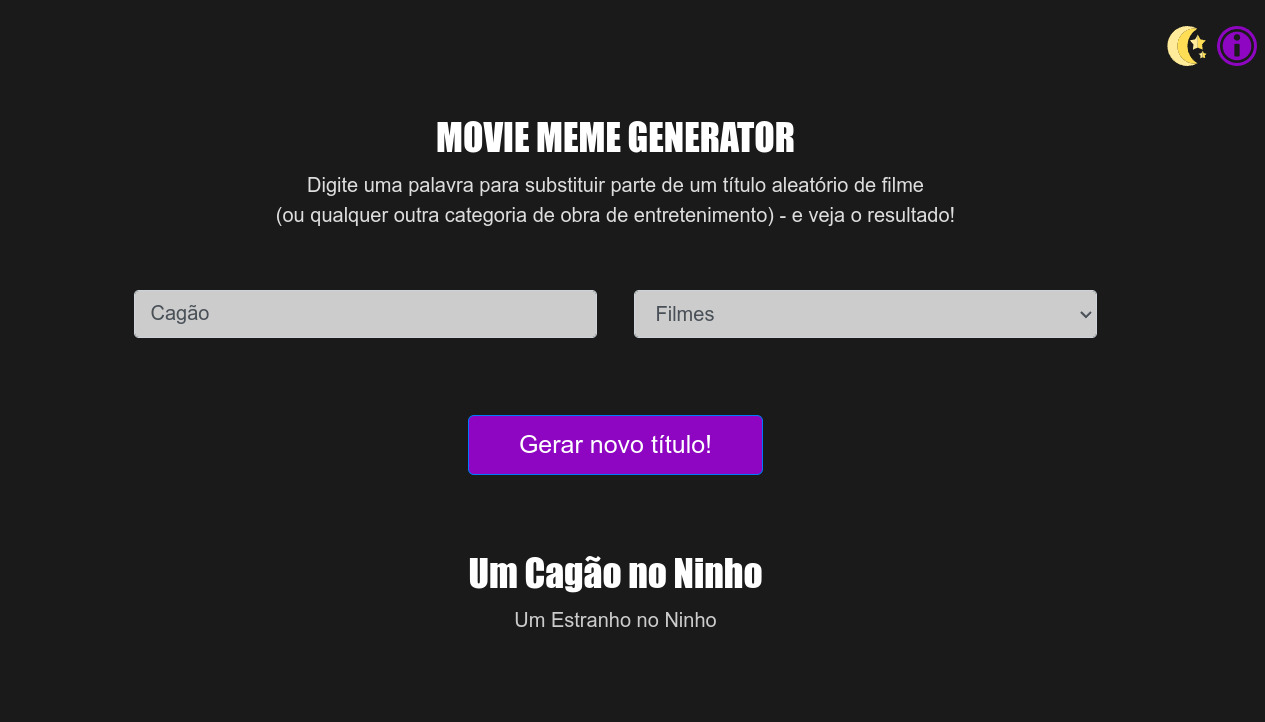 MOVIE MEME GENERATOR
Digite uma palavra para substituir parte de um título aleatório de filme
(ou qualquer outra categoria de obra de entretenimento) - e veja o resultado!
Cagão
Filmes
Gerar novo título!
Um Cagão no Ninho
Um Estranho no Ninho